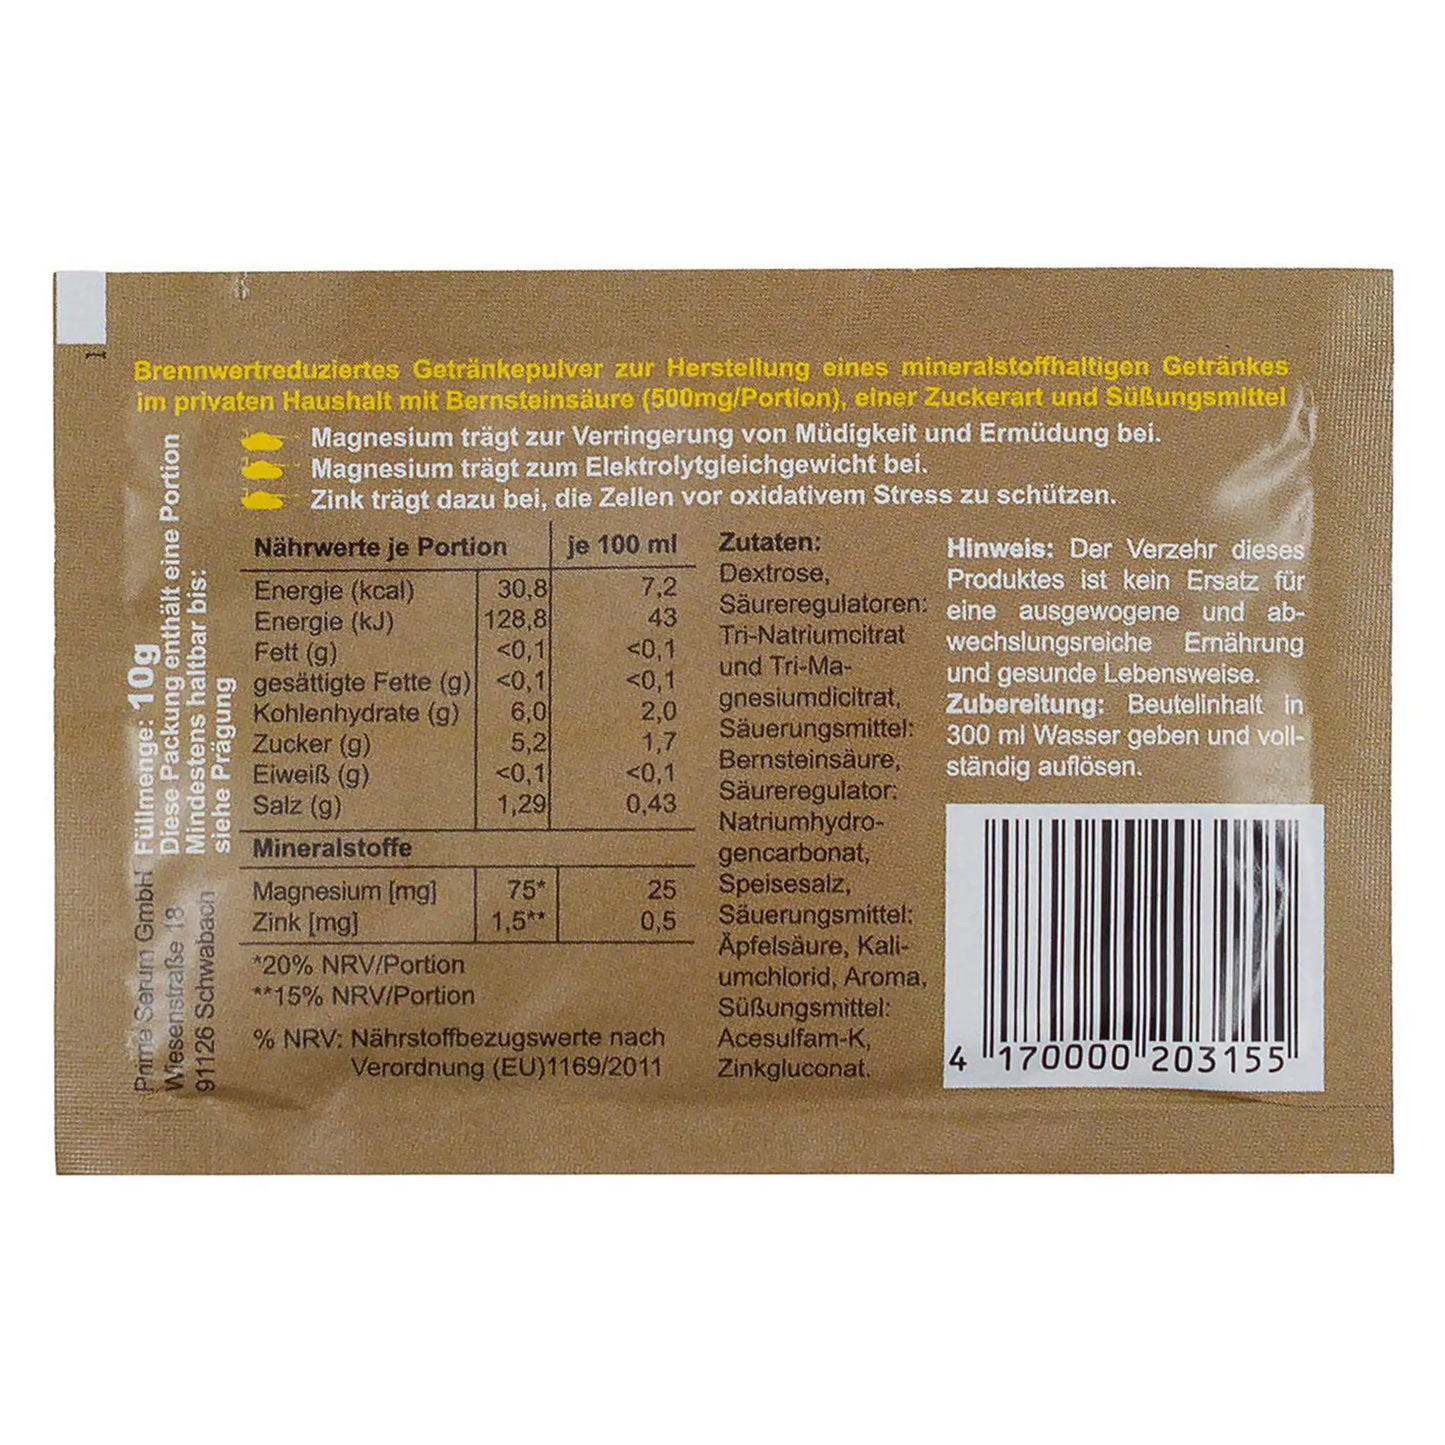 Brennwertreduziertes Getränkepulver zur Herstellung eines mineralstoffhaltigen Getränkes
im privaten Haushalt mit Bernsteinsäure (500mg/Portion), einer Zuckerart und Süßungsmittel
Magnesium trägt zur Verringerung von Müdigkeit und Ermüdung bei.
Magnesium trägt zum Elektrolytgleichgewicht bei.
Zink trägt dazu bei, die Zellen vor oxidativem Stress zu schützen.
Nährwerte je Portion je 100 ml
Energie (kcal) 30,8 7,2
Energie (kJ) 128,8 43
Fett (g) <0,1 <0,1
gesättigte Fette (g) <0,1 <0,1
Kohlenhydrate (g) 6,0 2,0
Zucker (g) 5,2 1,7
Eiweiß (g) <0,1 <0,1
Salz (g) 1,29 0,43
Mineralstoffe
Magnesium [mg] 75* 25
Zink [mg] 1,5** 0,5
*20% NRV/Portion
**15% NRV/Portion
% NRV: Nährstoffbezugswerte nach
Verordnung (EU)1169/2011
Zutaten:
Dextrose,
Säureregulatoren:
Tri-Natriumcitrat
und Tri-Ma-
gnesiumdicitrat,
Säuerungsmittel:
Bernsteinsäure,
Säureregulator:
Natriumhydro-
gencarbonat,
Speisesalz,
Säuerungsmittel:
Äpfelsäure, Kali-
umchlorid, Aroma,
Süßungsmittel:
Acesulfam-K,
Zinkgluconat.
Hinweis: Der Verzehr dieses
Produktes ist kein Ersatz für
eine ausgewogene und ab-
wechslungsreiche Ernährung
und gesunde Lebensweise.
Zubereitung: Beutelinhalt in
300 ml Wasser geben und voll-
ständig auflösen.
4 170000 203155
Füllmenge: 10g
Diese Packung enthält eine Portion
Mindestens haltbar bis:
siehe Prägung
Prime Serum GmbH
Wiesenstraße 18
91126 Schwabach
1